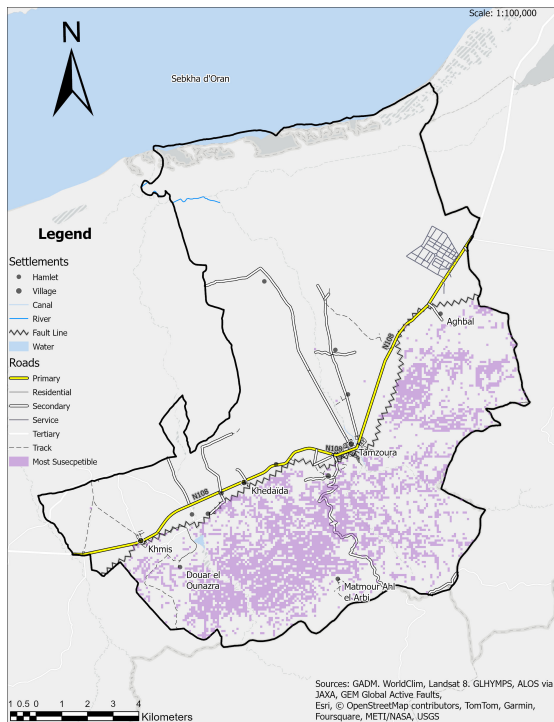 Scale: 1:100,000
N
Sebkha d'Oran
Legend
Settlements
Hamlet
Village
Canal
River
Fault Line
Water
Roads
Primary
Residential
Secondary
Service
Tertiary
Track
Most Susecpetible
Aghbal
N108
N108
Tamzoura
Khedaïda
N108
Khmis
Douar el
Ounazra
Matmour Ahl
el Arbi
1 0.5 0 1 2 3 4
Kilometers
Sources: GADM. WorldClim, Landsat 8. GLHYMPS, ALOS via
JAXA, GEM Global Active Faults,
Esri, © OpenStreetMap contributors, TomTom, Garmin,
Foursquare, METI/NASA, USGS